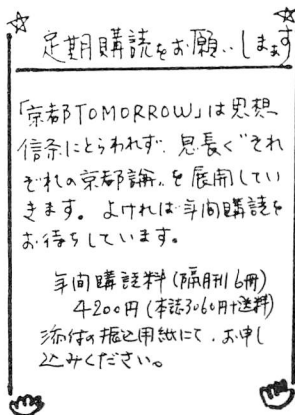 定期購読をお願いします
「京都TOMORROW」は思想
信条にとらわれず、息長く“それ
ぞれの京都論„を展開してい
きます。よければ年間購読を
お待ちしています。
年間購読料(隔月刊6冊)
4200円(本誌3060円+送料)
添付の振込用紙にて、お申し
込みください。